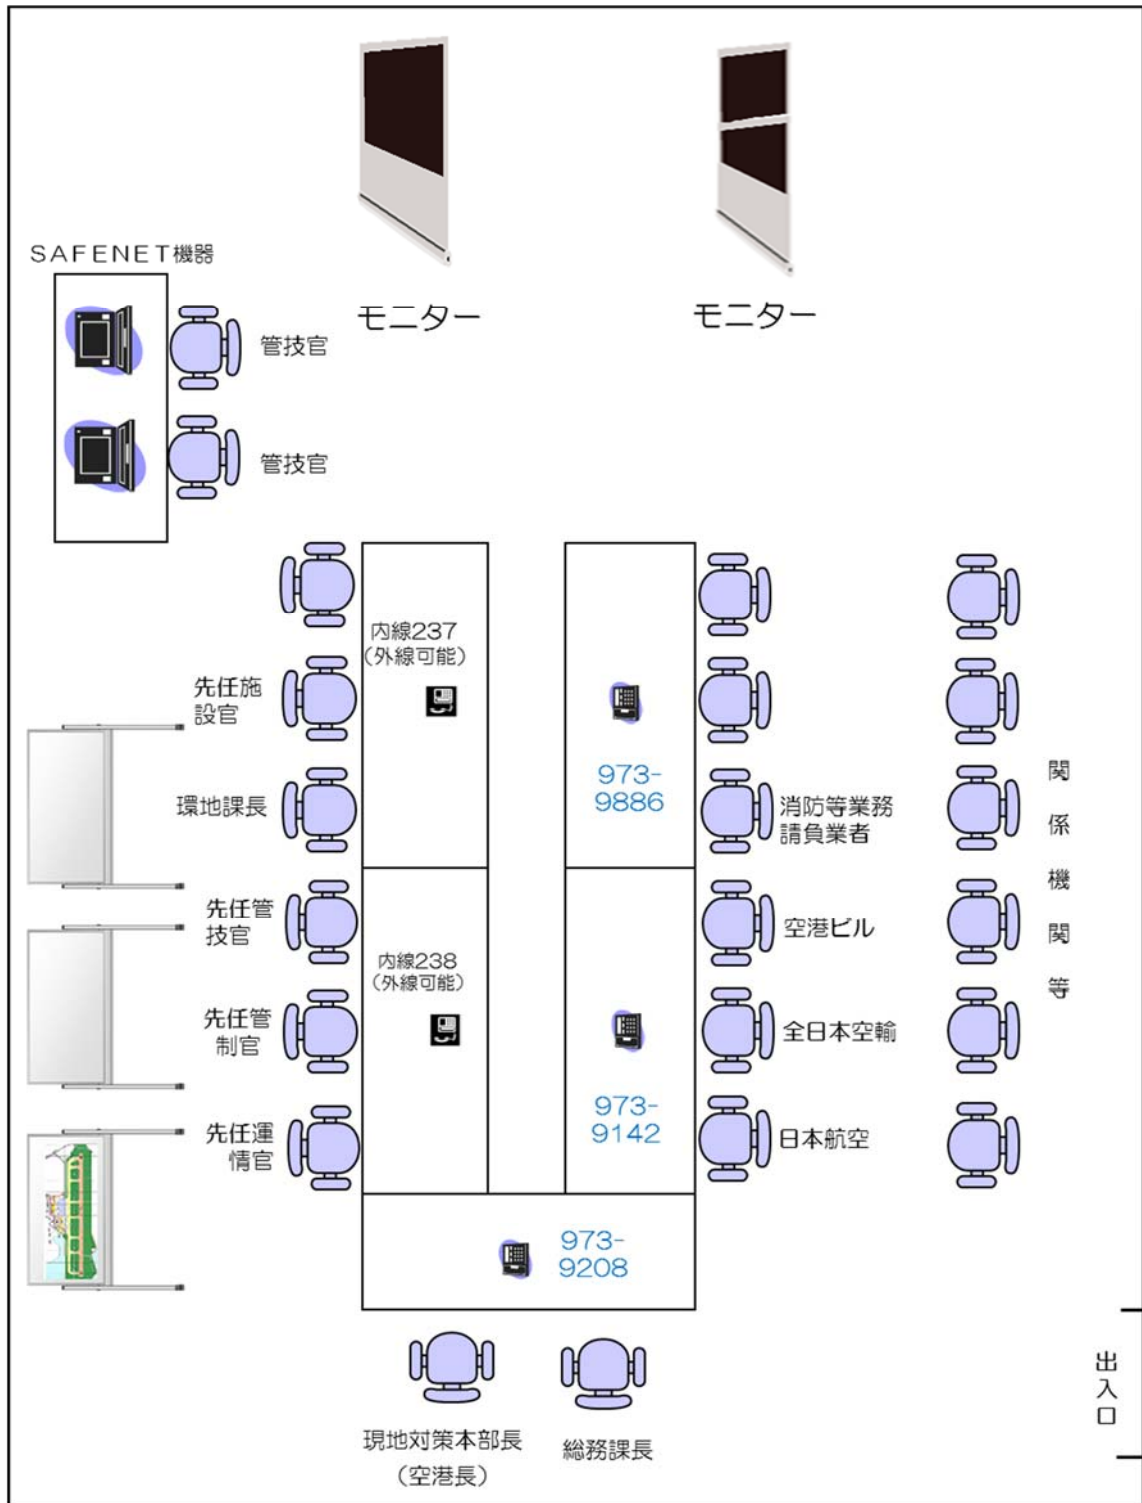 SAFENET機器
モニター
モニター
管技官
管技官
内線237
(外線可能)
先任施
設官
973-
9886
環地課長
消防等業務
請負業者
関係機関等
先任管
技官
空港ビル
内線238
(外線可能)
先任管
制官
全日本空輸
973-
9142
先任運
情官
日本航空
973-
9208
出入口
現地対策本部長
(空港長)
総務課長